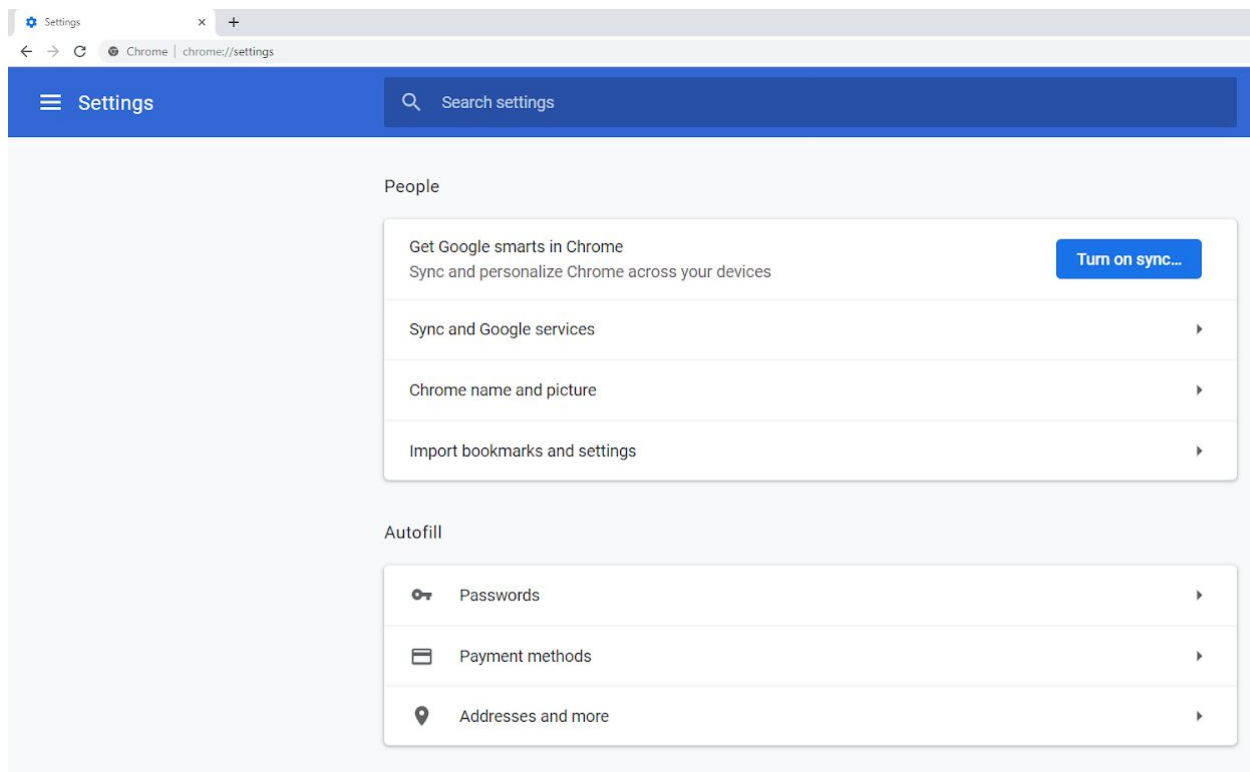 Settings
Chrome | chrome://settings
Settings
Search settings
People
Get Google smarts in Chrome
Sync and personalize Chrome across your devices
Turn on sync...
Sync and Google services
Chrome name and picture
Import bookmarks and settings
Autofill
Passwords
Payment methods
Addresses and more